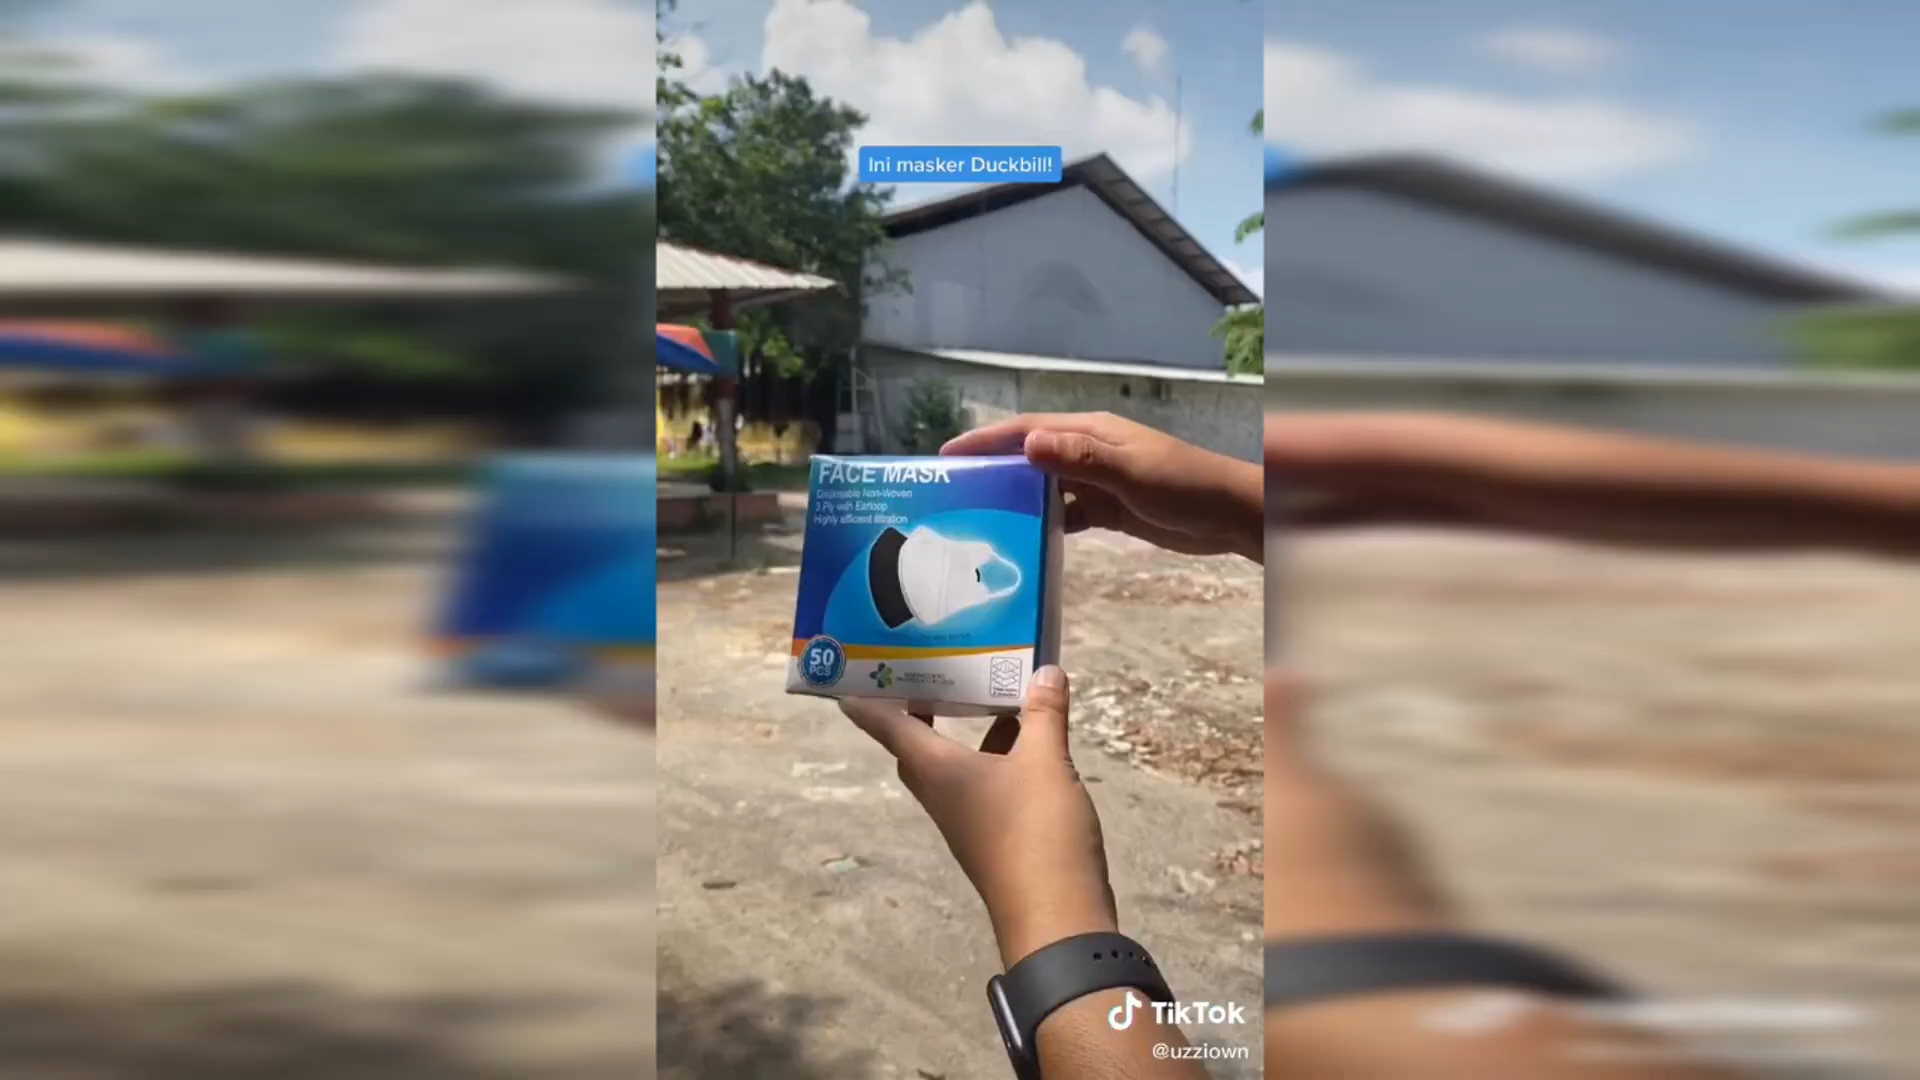 Ini masker Duckbill!
FACE MASK
Disposable Non-Woven
3 Ply with Earloop
Highly efficient filtration
50
PCS
TikTok
@uzziown